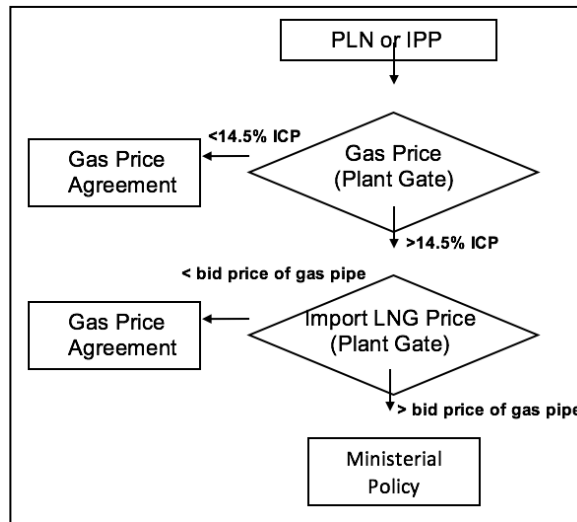 PLN or IPP
<14.5% ICP
Gas Price
Agreement
Gas Price
(Plant Gate)
>14.5% ICP
< bid price of gas pipe
Gas Price
Agreement
Import LNG Price
(Plant Gate)
> bid price of gas pipe
Ministerial
Policy